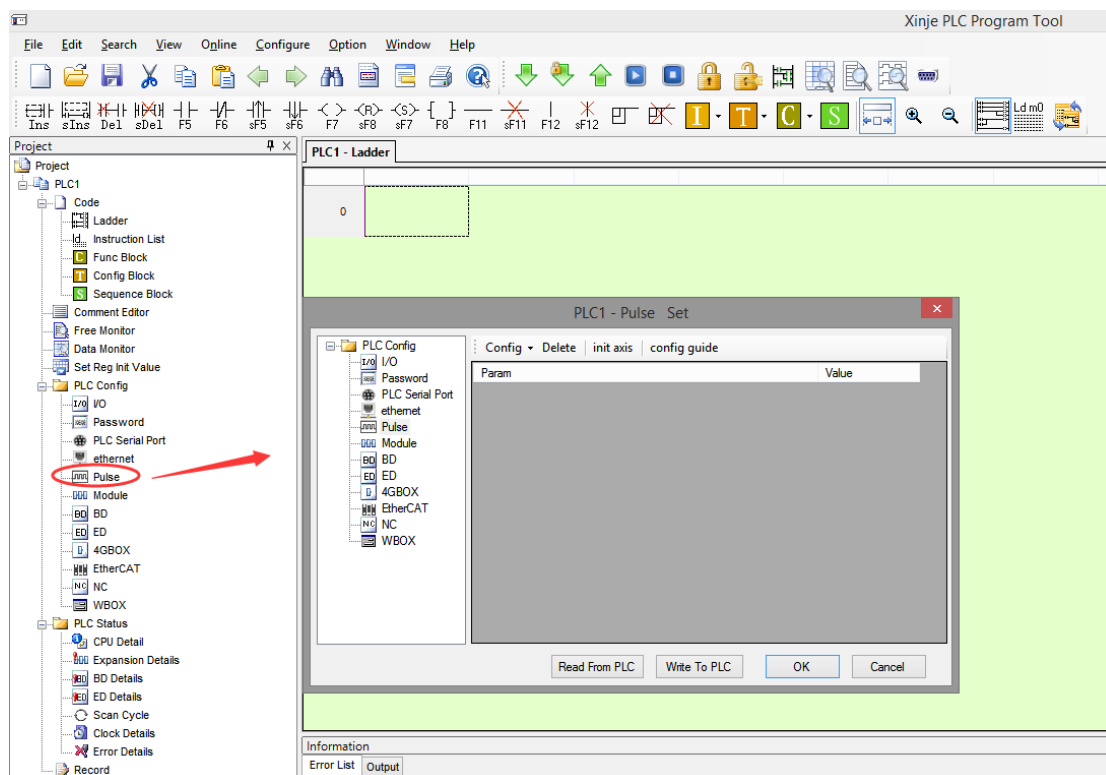 Xinje PLC Program Tool
File Edit Search View Online Configure Option Window Help
Ins sIns Del sDel F5 F6 sF5 sF6 F7 sF8 sF7 F8 F11 sF11 F12 sF12 I T C S Ld m0
Project
PLC1 - Ladder
Project
PLC1
Code
Ladder
Instruction List
Func Block
Config Block
Sequence Block
Comment Editor
Free Monitor
Data Monitor
Set Reg Init Value
PLC Config
I/O
Password
PLC Serial Port
ethernet
Pulse
Module
BD
ED
4GBOX
EtherCAT
NC
WBOX
PLC Status
CPU Detail
Expansion Details
BD Details
ED Details
Scan Cycle
Clock Details
Error Details
Record
0
PLC1 - Pulse Set
PLC Config
I/O
Password
PLC Serial Port
ethernet
Pulse
Module
BD
ED
4GBOX
EtherCAT
NC
WBOX
Config Delete init axis config guide
Param Value
Read From PLC Write To PLC OK Cancel
Information
Error List Output